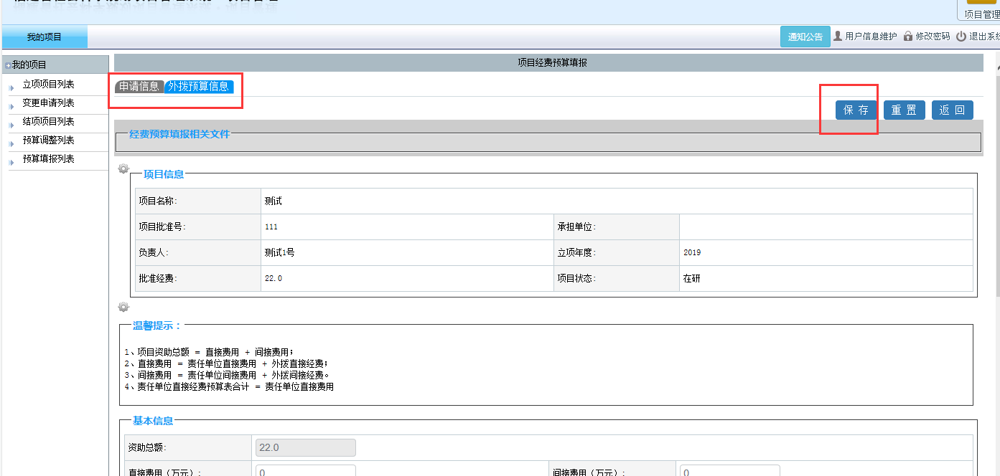 项目管理
我的项目
通知公告 用户信息维护 修改密码 退出系
我的项目
立项项目列表
变更申请列表
结项项目列表
预算调整列表
预算填报列表
项目经费预算填报
申请信息 外拨预算信息
保 存 重 置 返 回
经费预算填报相关文件
项目信息
项目名称: 测试
项目批准号: 111 承担单位:
负责人: 测试1号 立项年度: 2019
批准经费: 22.0 项目状态: 在研
温馨提示:
1、项目资助总额 = 直接费用 + 间接费用;
2、直接费用 = 责任单位直接费用 + 外拨直接经费;
3、间接费用 = 责任单位间接费用 + 外拨间接经费。
4、责任单位直接经费预算表合计 = 责任单位直接费用
基本信息
资助总额: 22.0
直接费用(万元): 0 间接费用(万元): 0